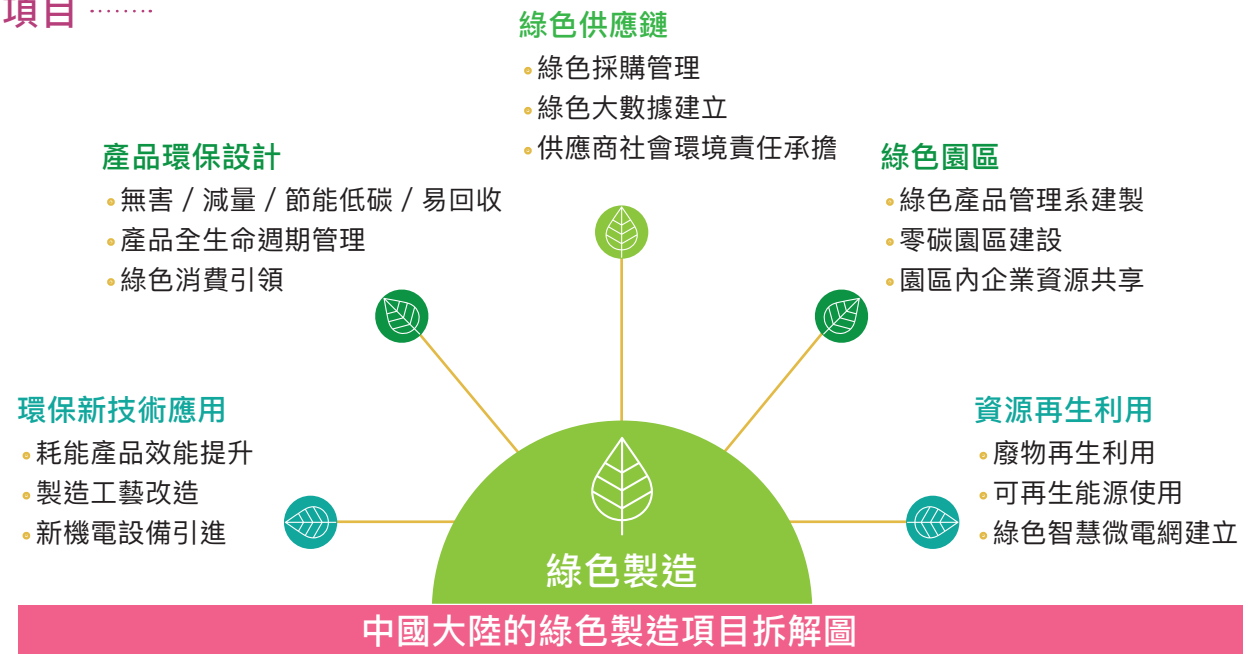 項目 ········
綠色供應鏈
綠色採購管理
綠色大數據建立
供應商社會環境責任承擔
產品環保設計
無害 / 減量 / 節能低碳 / 易回收
產品全生命週期管理
綠色消費引領
綠色園區
綠色產品管理系建製
零碳園區建設
園區內企業資源共享
環保新技術應用
耗能產品效能提升
製造工藝改造
新機電設備引進
資源再生利用
廢物再生利用
可再生能源使用
綠色智慧微電網建立
綠色製造
中國大陸的綠色製造項目拆解圖